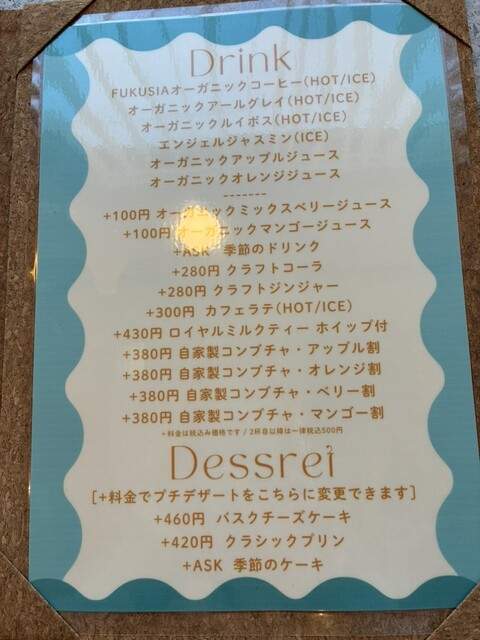 Drink
FUKUSIAオーガニックコーヒー(HOT/ICE)
オーガニックアールグレイ(HOT/ICE)
オーガニックルイボス(HOT/ICE)
エンジェルジャスミン(ICE)
オーガニックアップルジュース
オーガニックオレンジジュース
-------
+100円 オーガニックミックスベリージュース
+100円 オーガニックマンゴージュース
+ASK 季節のドリンク
+280円 クラフトコーラ
+280円 クラフトジンジャー
+300円 カフェラテ(HOT/ICE)
+430円 ロイヤルミルクティー ホイップ付
+380円 自家製コンブチャ・アップル割
+380円 自家製コンブチャ・オレンジ割
+380円 自家製コンブチャ・ベリー割
+380円 自家製コンブチャ・マンゴー割
+料金は税込み価格です / 2杯目以降は一律税込500円
Dessrei
[+料金でプチデザートをこちらに変更できます]
+460円 バスクチーズケーキ
+420円 クラシックプリン
+ASK 季節のケーキ